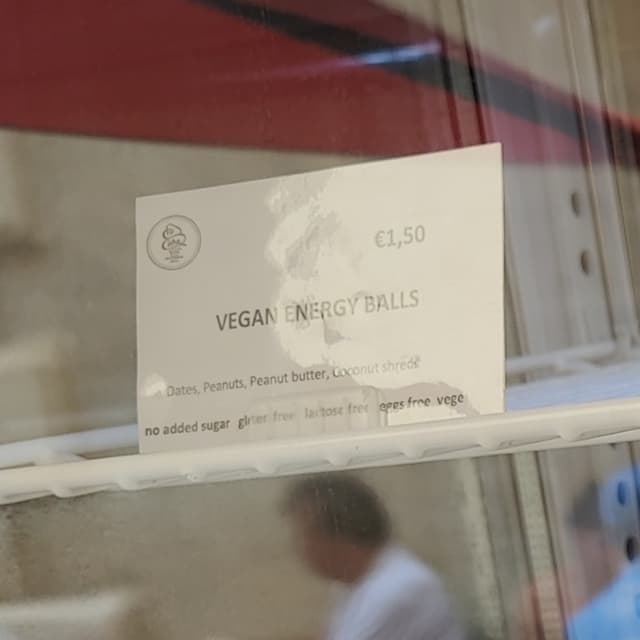 €1,50
VEGAN ENERGY BALLS
Dates, Peanuts, Peanut butter, Coconut shreds
no added sugar gluten free lactose free eggs free vege